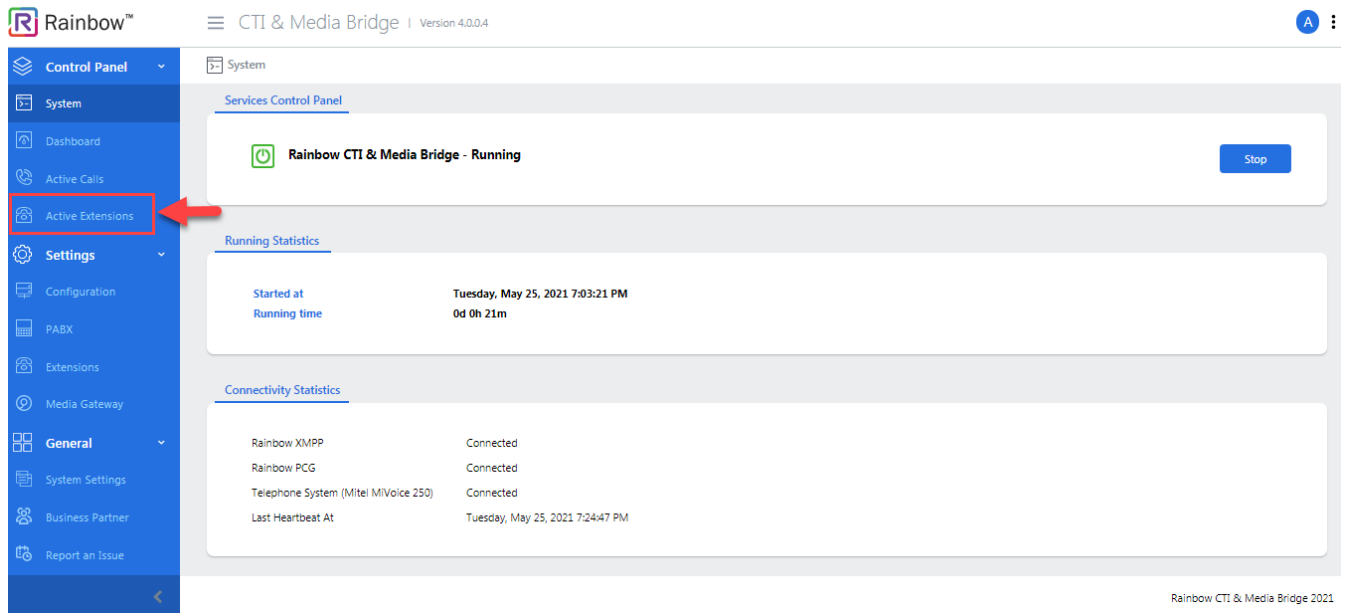 Rainbow™
CTI & Media Bridge | Version 4.0.0.4
A
Control Panel
System
Dashboard
Active Calls
Active Extensions
Settings
Configuration
PABX
Extensions
Media Gateway
General
System Settings
Business Partner
Report an Issue
System
Services Control Panel
Rainbow CTI & Media Bridge - Running
Stop
Running Statistics
Started at Tuesday, May 25, 2021 7:03:21 PM
Running time 0d 0h 21m
Connectivity Statistics
Rainbow XMPP Connected
Rainbow PCG Connected
Telephone System (Mitel MiVoice 250) Connected
Last Heartbeat At Tuesday, May 25, 2021 7:24:47 PM
Rainbow CTI & Media Bridge 2021